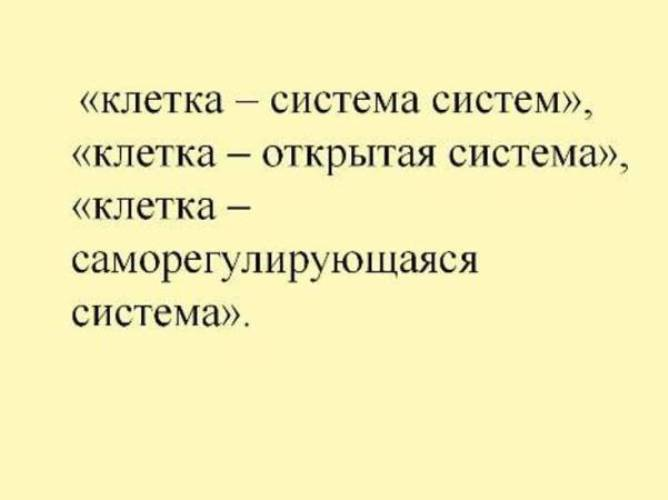 «клетка – система систем»,
«клетка – открытая система»,
«клетка –
саморегулирующаяся
система».